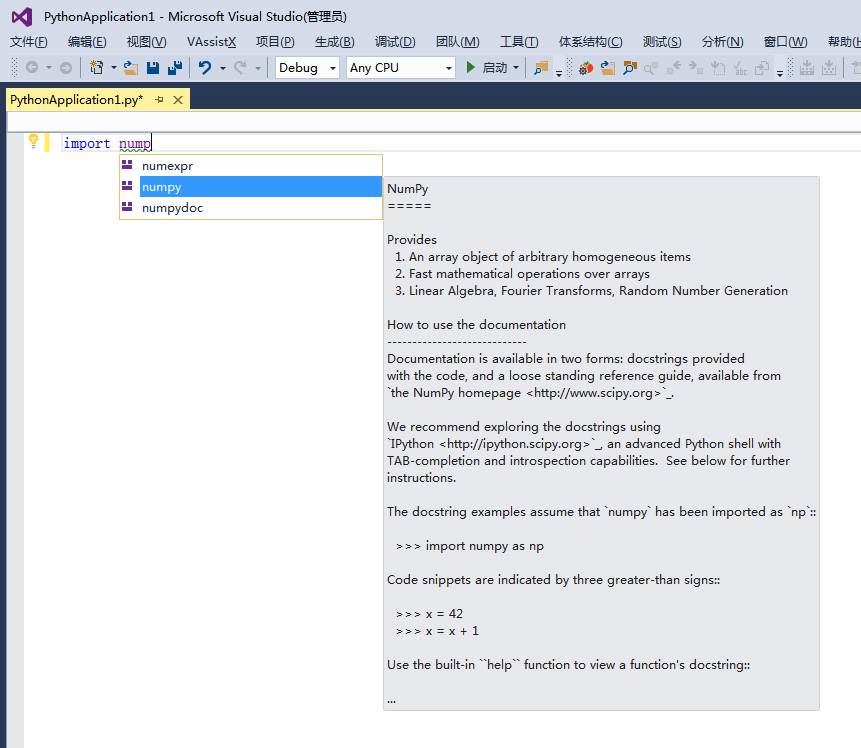 PythonApplication1 - Microsoft Visual Studio(管理员)
文件(F) 编辑(E) 视图(V) VAssistX 项目(P) 生成(B) 调试(D) 团队(M) 工具(T) 体系结构(C) 测试(S) 分析(N) 窗口(W) 帮助(H
Debug Any CPU 启动
PythonApplication1.py*
import nump
numexpr
numpy
numpydoc
NumPy
=====
Provides
1. An array object of arbitrary homogeneous items
2. Fast mathematical operations over arrays
3. Linear Algebra, Fourier Transforms, Random Number Generation
How to use the documentation
----------------------------
Documentation is available in two forms: docstrings provided
with the code, and a loose standing reference guide, available from
`the NumPy homepage <http://www.scipy.org>`_.
We recommend exploring the docstrings using
`IPython <http://ipython.scipy.org>`_, an advanced Python shell with
TAB-completion and introspection capabilities.  See below for further
instructions.
The docstring examples assume that `numpy` has been imported as `np`::
>>> import numpy as np
Code snippets are indicated by three greater-than signs::
>>> x = 42
>>> x = x + 1
Use the built-in ``help`` function to view a function's docstring::
...